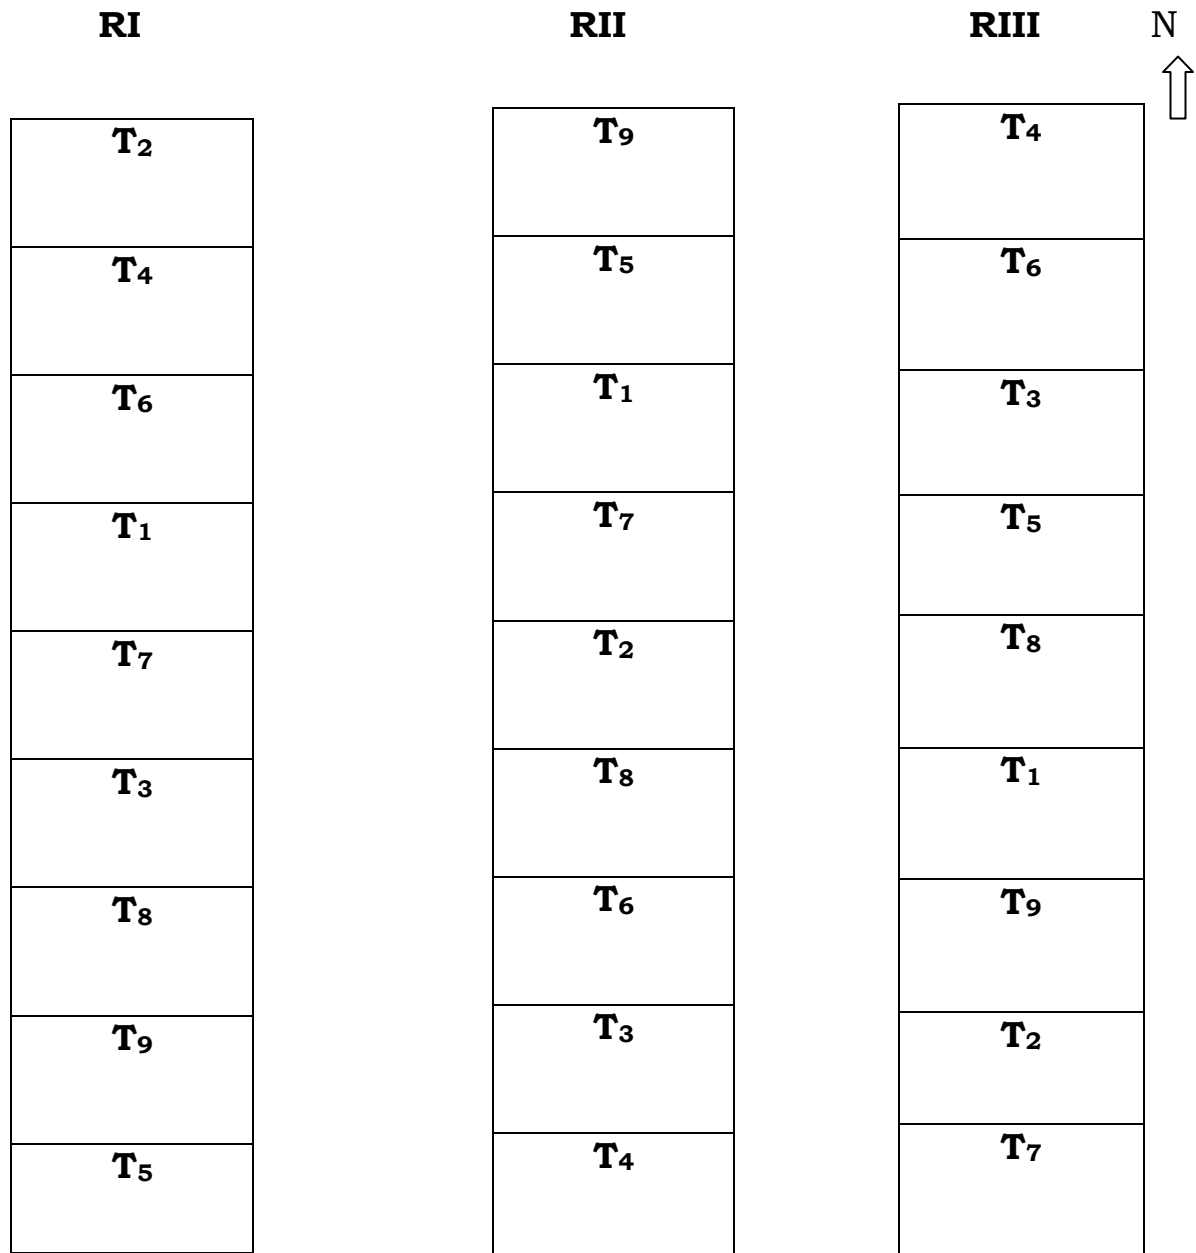 RI RII RIII N
T₂ T₉ T₄
T₄ T₅ T₆
T₆ T₁ T₃
T₁ T₇ T₅
T₇ T₂ T₈
T₃ T₈ T₁
T₈ T₆ T₉
T₉ T₃ T₂
T₅ T₄ T₇